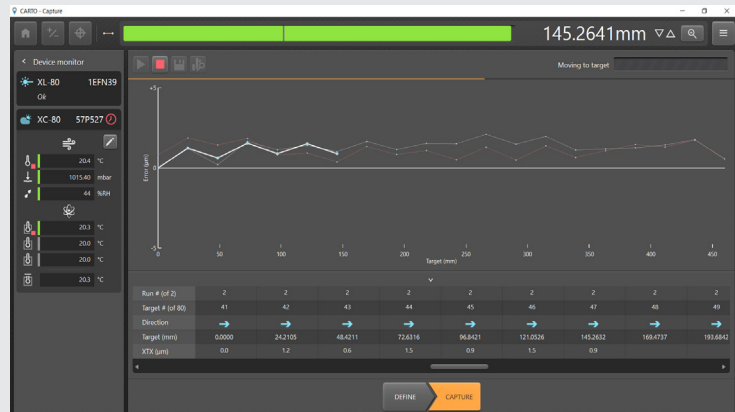 CARTO - Capture
145.2641mm
Device monitor
XL-80 1EFN39
Ok
XC-80 57P527
20.4 °C
1015.40 mbar
44 %RH
20.3 °C
20.0 °C
20.0 °C
20.3 °C
Moving to target
+5
Error (µm)
0
-5
0 50 100 150 200 250 300 350 400 450
Target (mm)
Run # (of 2) 2 2 2 2 2 2 2 2 2
Target # (of 80) 41 42 43 44 45 46 47 48 49
Direction
Target (mm) 0.0000 24.2105 48.4211 72.6316 96.8421 121.0526 145.2632 169.4737 193.6842
XTX (µm) 0.0 1.2 0.6 1.5 0.9 1.5 0.9
DEFINE CAPTURE